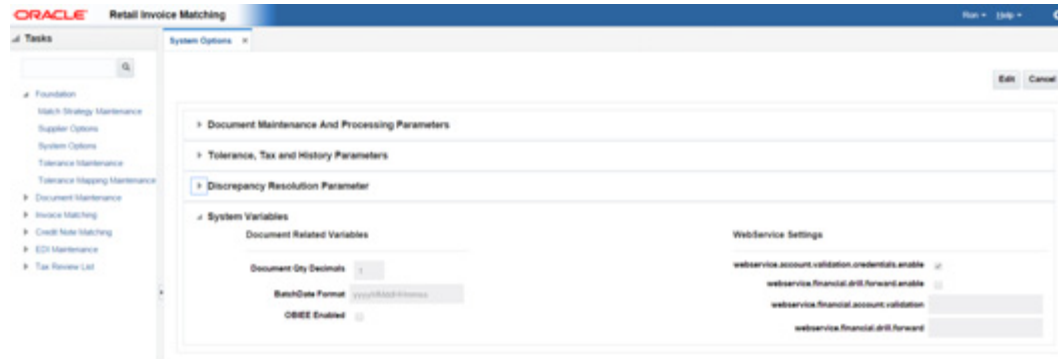 ORACLE Retail Invoice Matching
Ron Help
Tasks
System Options ×
Edit Cancel
Foundation
Match Strategy Maintenance
Supplier Options
System Options
Tolerance Maintenance
Tolerance Mapping Maintenance
Document Maintenance
Invoice Matching
Credit Note Matching
EDI Maintenance
Tax Review List
Document Maintenance And Processing Parameters
Tolerance, Tax and History Parameters
Discrepancy Resolution Parameter
System Variables
Document Related Variables
Document Qty Decimals
BatchDate Format
OBIEE Enabled
WebService Settings
webservice.account.validation.credentials.enable
webservice.financial.drill.forward.enable
webservice.financial.account.validation
webservice.financial.drill.forward